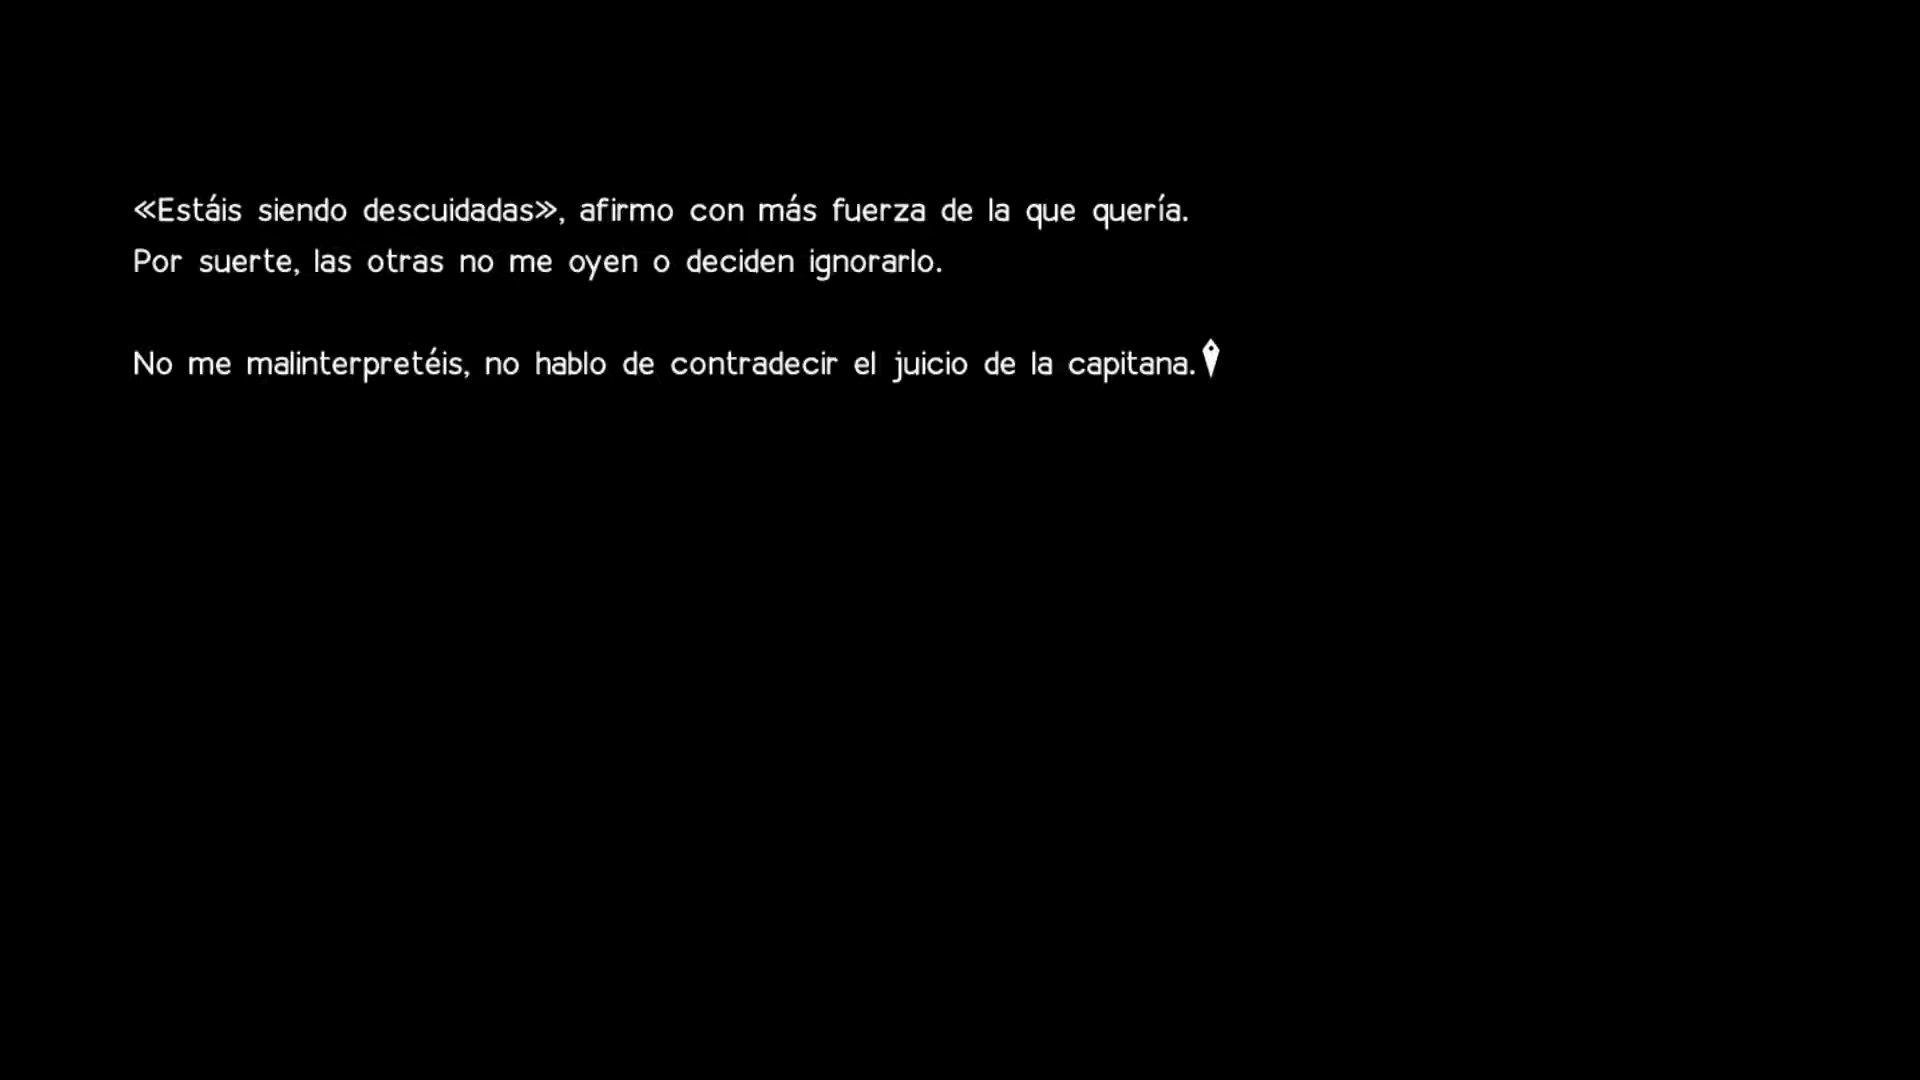 «Estáis siendo descuidadas», afirmo con más fuerza de la que quería.
Por suerte, las otras no me oyen o deciden ignorarlo.
No me malinterpretéis, no hablo de contradecir el juicio de la capitana.